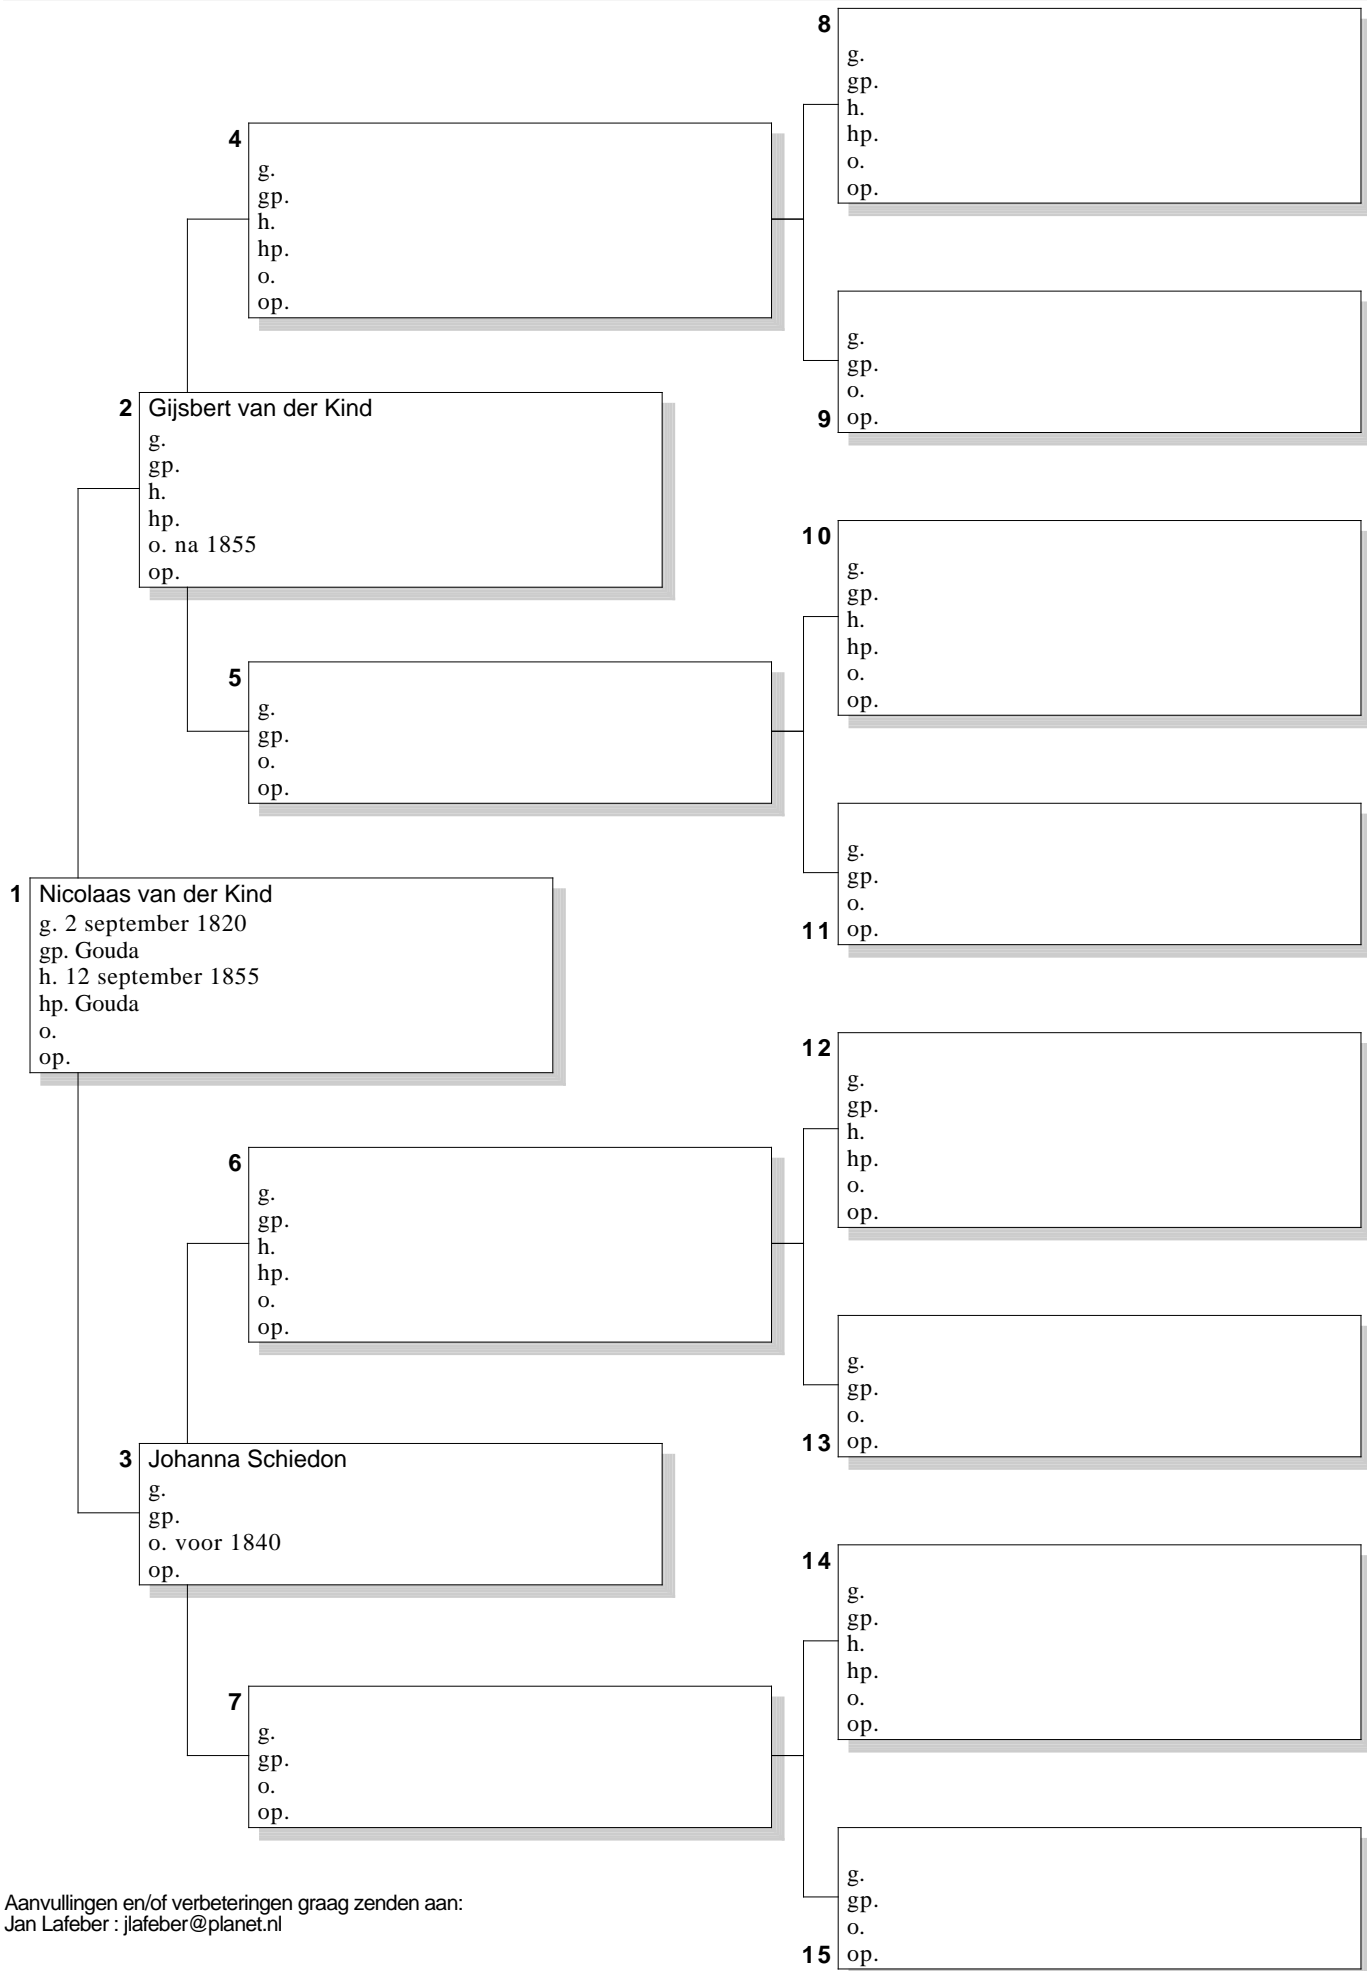 8
g.
gp.
h.
hp.
o.
op.
4
g.
gp.
h.
hp.
o.
op.
g.
gp.
o.
9 op.
2 Gijsbert van der Kind
g.
gp.
h.
hp.
o. na 1855
op.
10
g.
gp.
h.
hp.
o.
op.
5
g.
gp.
o.
op.
g.
gp.
o.
11 op.
1 Nicolaas van der Kind
g. 2 september 1820
gp. Gouda
h. 12 september 1855
hp. Gouda
o.
op.
12
g.
gp.
h.
hp.
o.
op.
6
g.
gp.
h.
hp.
o.
op.
g.
gp.
o.
13 op.
3 Johanna Schiedon
g.
gp.
o. voor 1840
op.
14
g.
gp.
h.
hp.
o.
op.
7
g.
gp.
o.
op.
g.
gp.
o.
15 op.
Aanvullingen en/of verbeteringen graag zenden aan:
Jan Lafeber : jlafeber@planet.nl